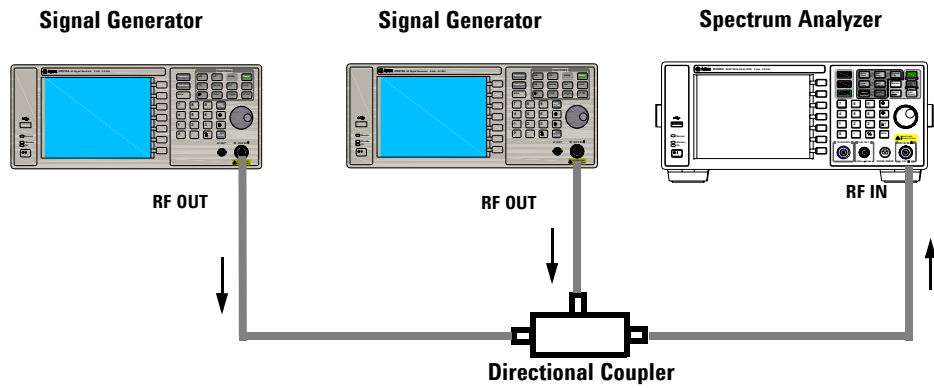 Signal Generator
Signal Generator
Spectrum Analyzer
RF OUT
RF OUT
RF IN
Directional Coupler